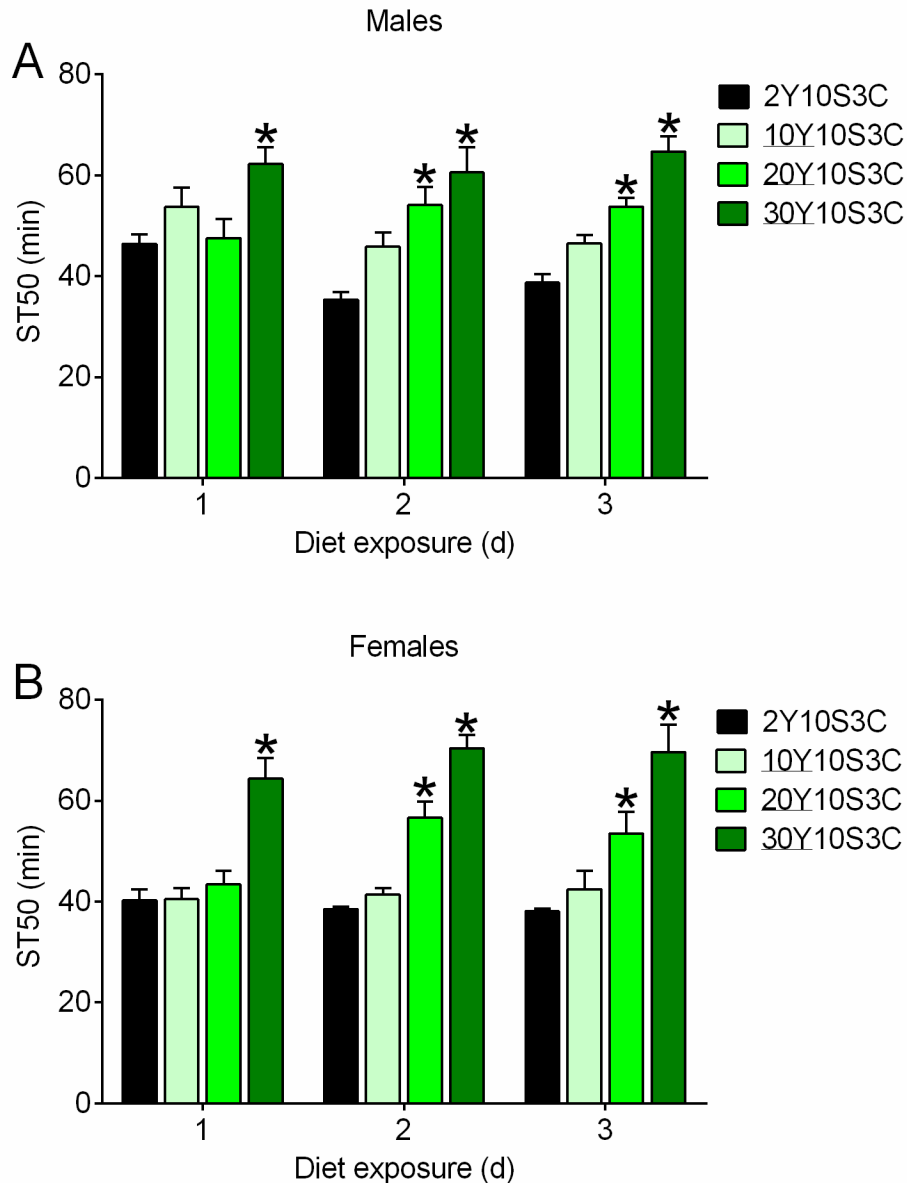 Males
A
80
60
40
20
0
ST50 (min)
* * * * *
1 2 3
Diet exposure (d)
2Y10S3C
10Y10S3C
20Y10S3C
30Y10S3C
Females
B
80
60
40
20
0
ST50 (min)
* * * * *
1 2 3
Diet exposure (d)
2Y10S3C
10Y10S3C
20Y10S3C
30Y10S3C